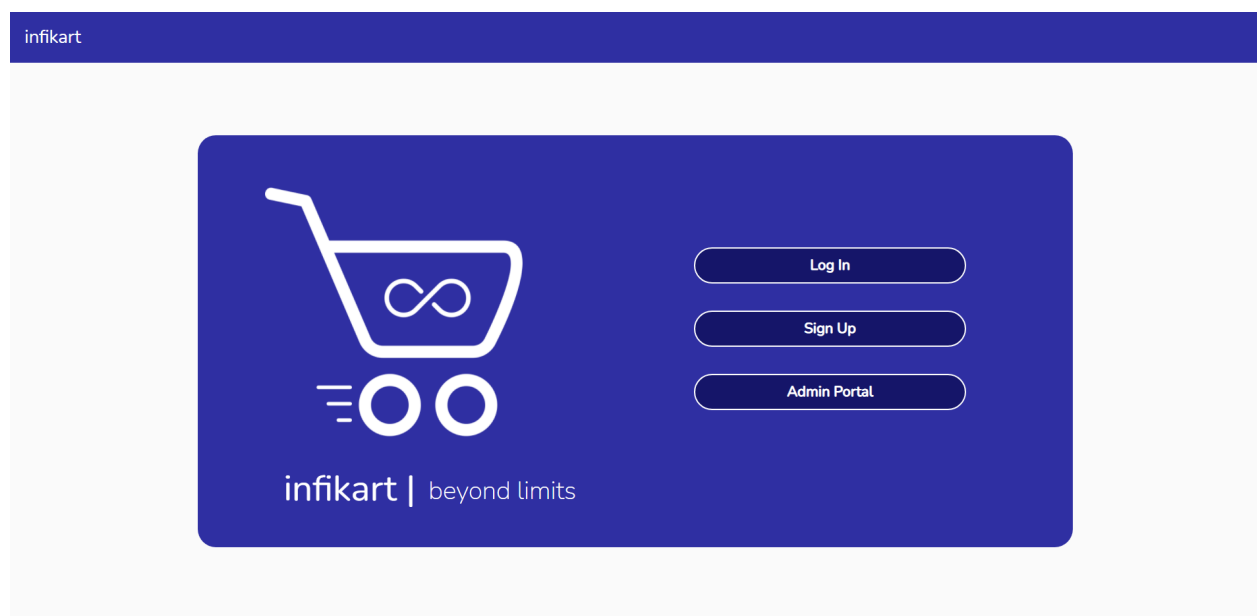 infikart
Log In
Sign Up
Admin Portal
infikart | beyond limits